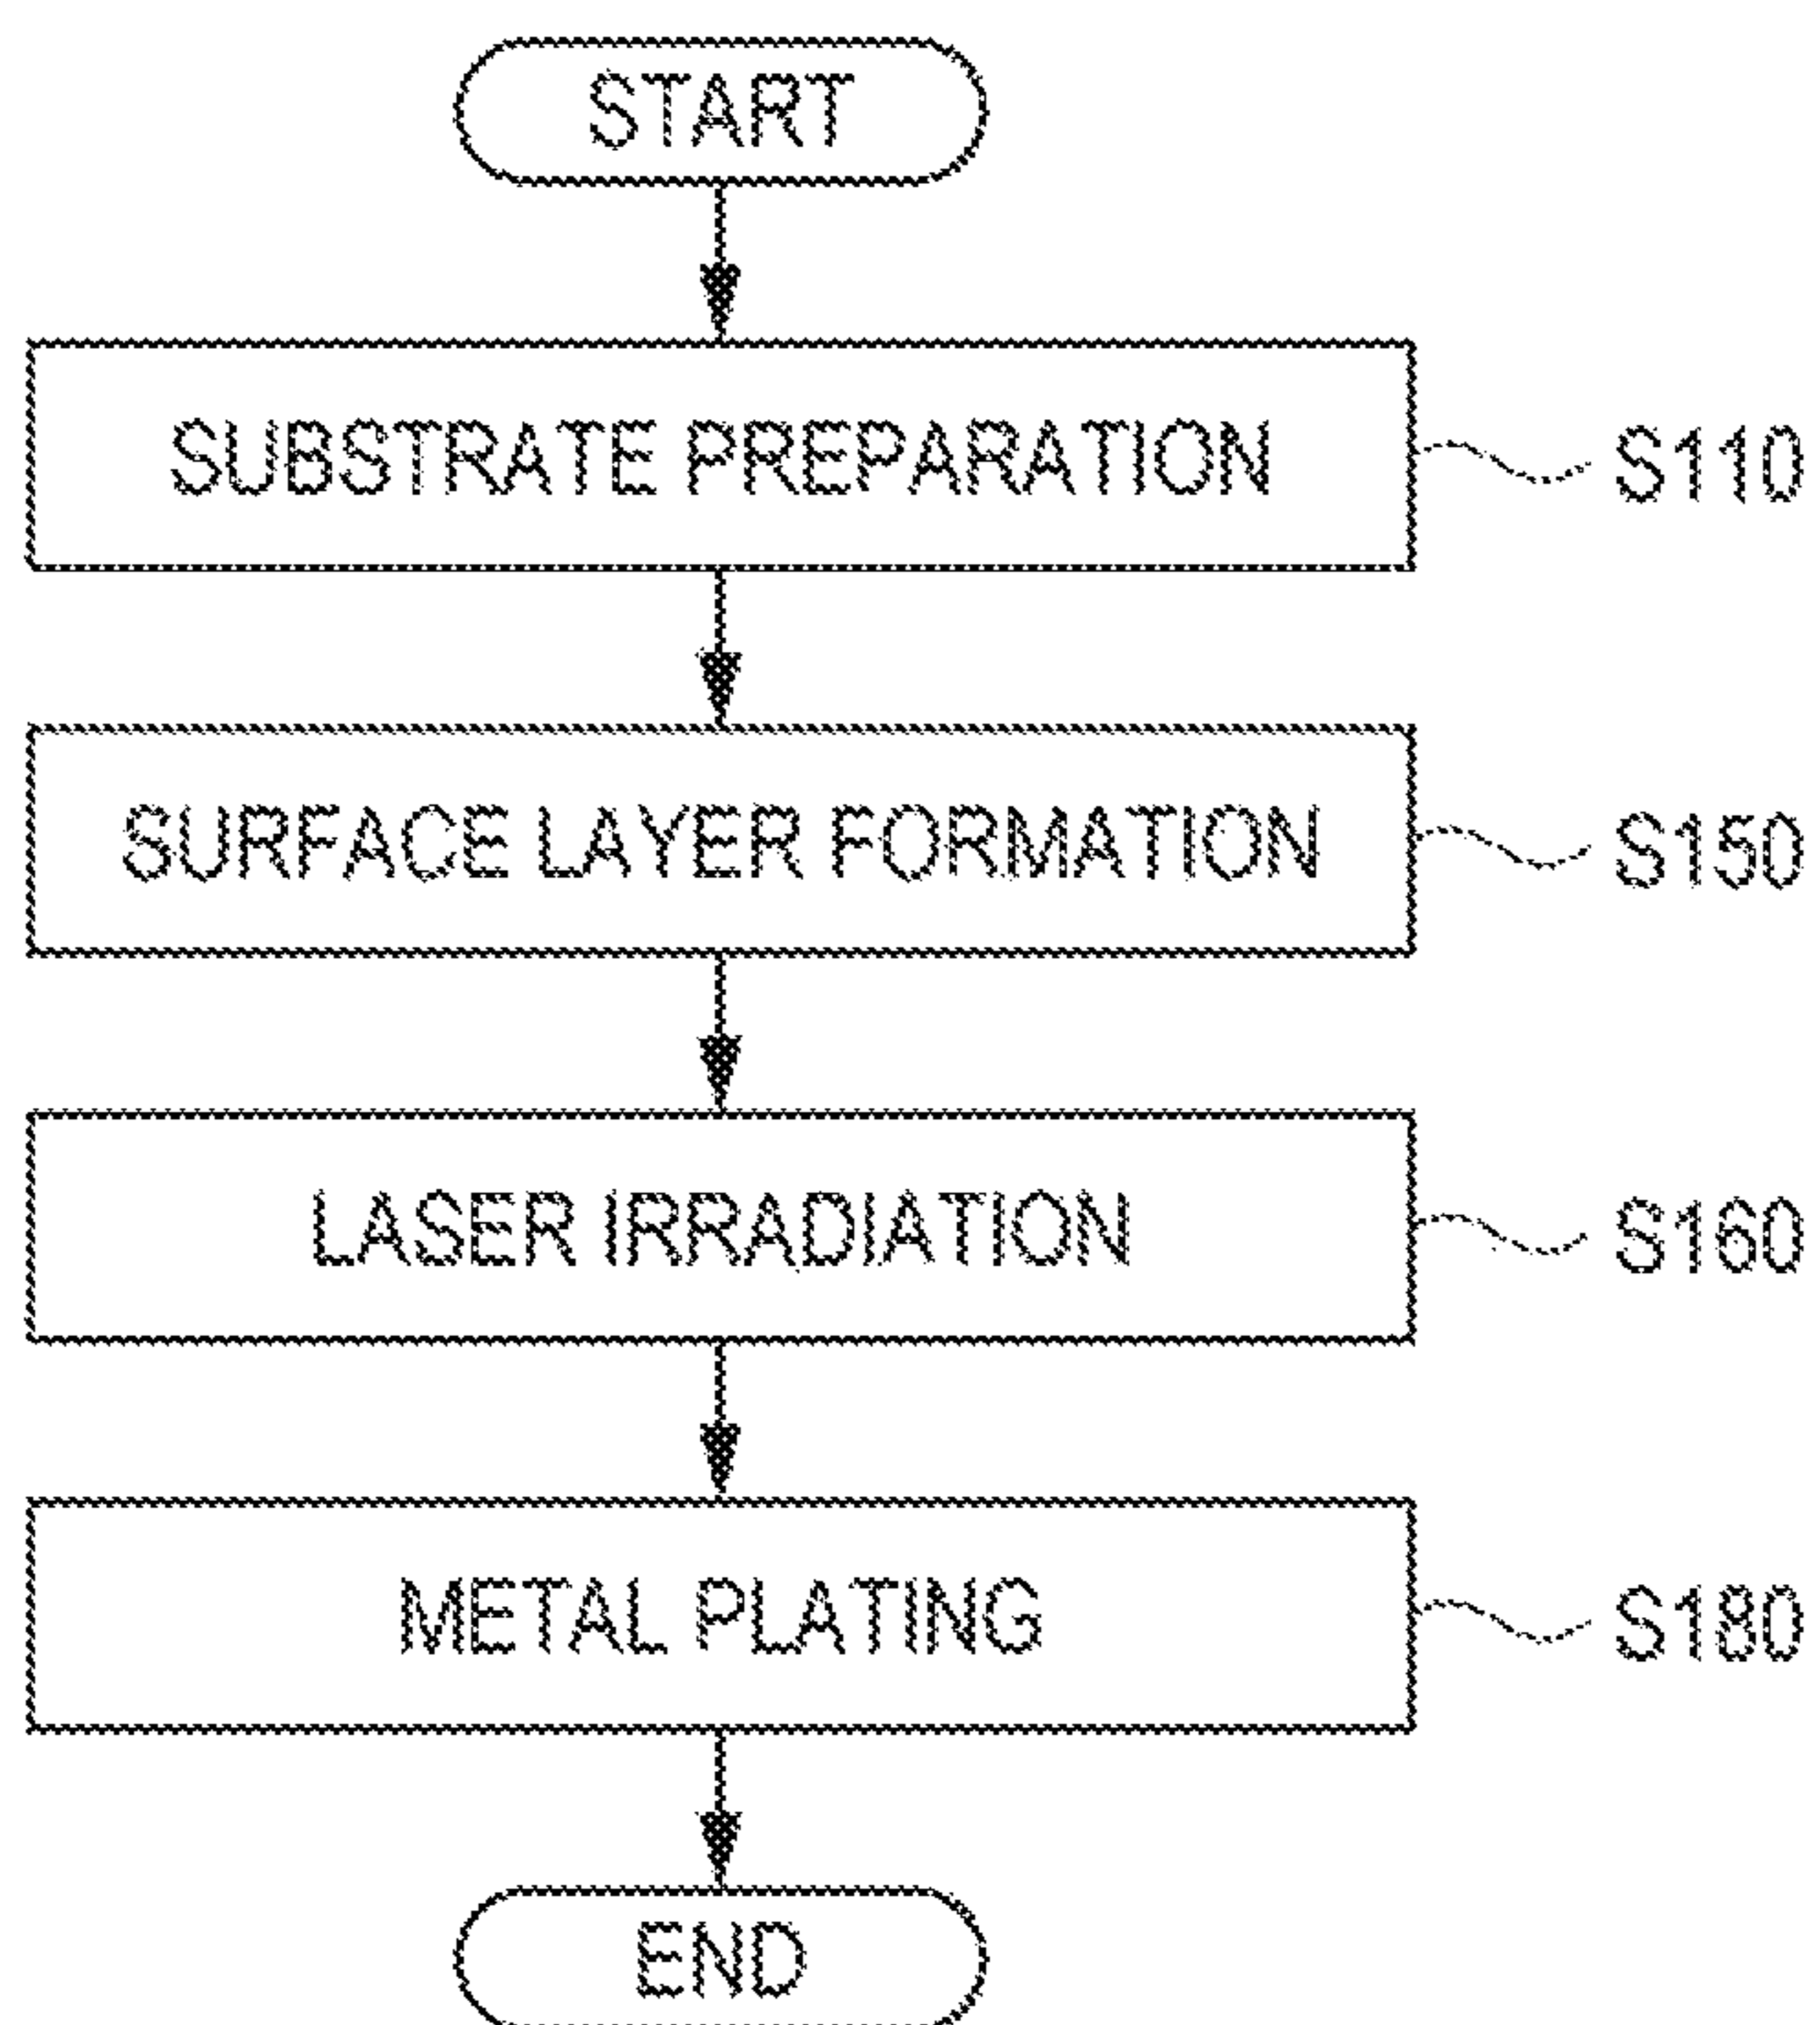 START
SUBSTRATE PREPARATION S110
SURFACE LAYER FORMATION S150
LASER IRRADIATION S160
METAL PLATING S180
END